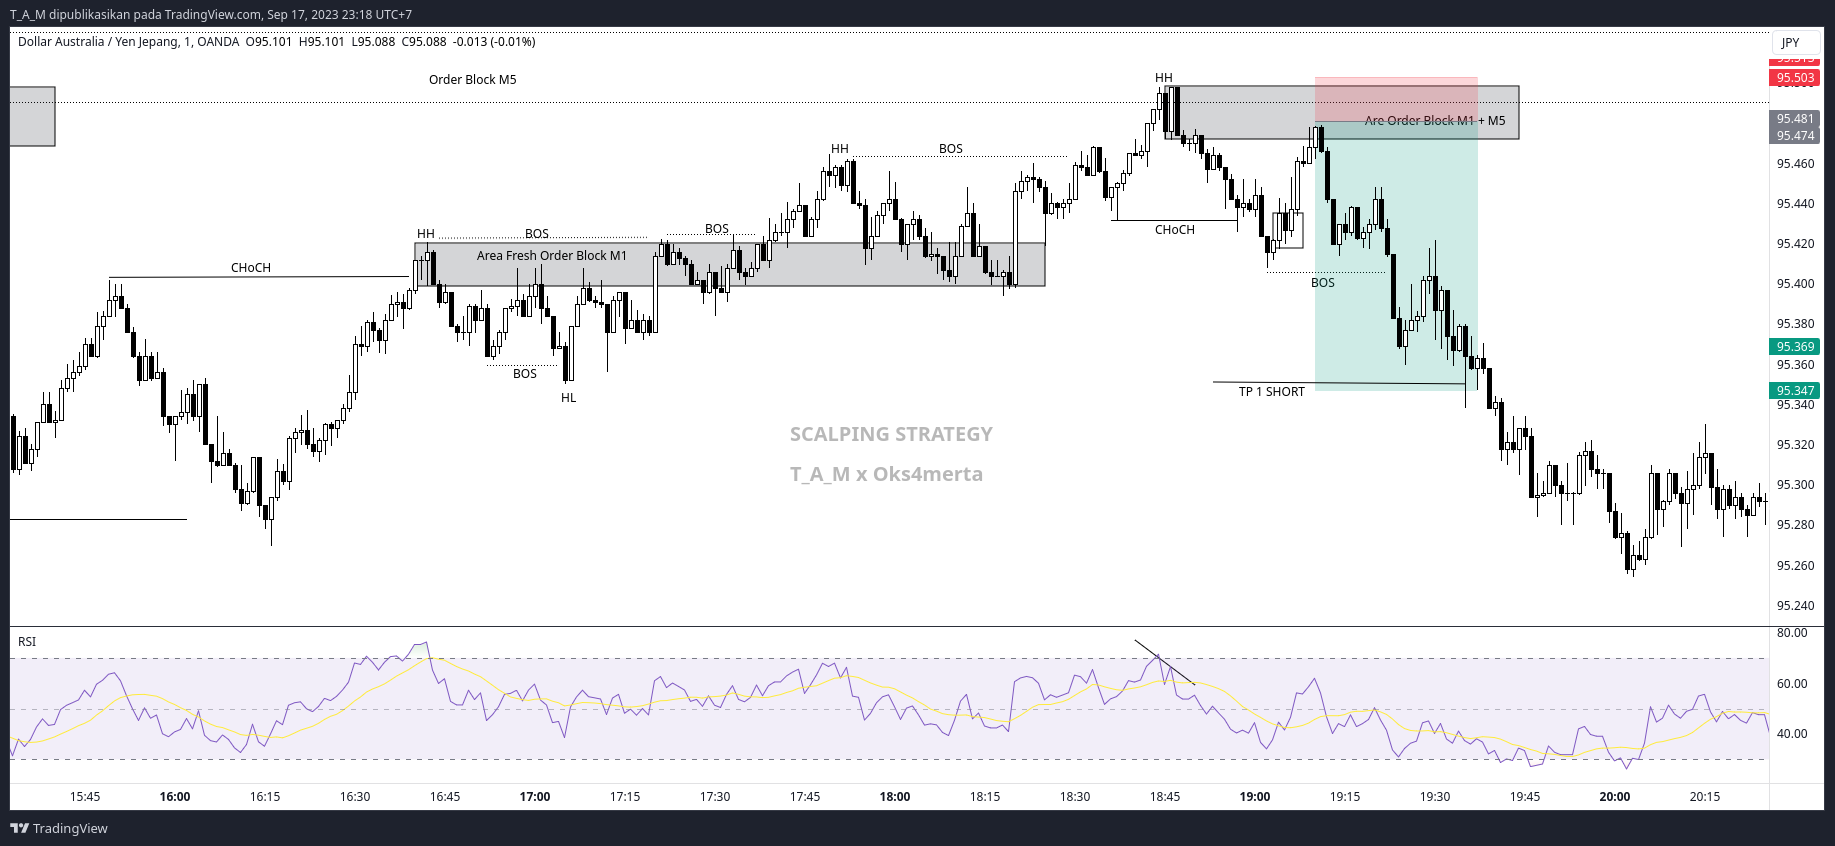 T_A_M dipublikasikan pada TradingView.com, Sep 17, 2023 23:18 UTC+7
Dollar Australia / Yen Jepang, 1, OANDA O95.101 H95.101 L95.088 C95.088 -0.013 (-0.01%)
JPY
Order Block M5
HH
95.503
Are Order Block M1 + M5
95.481
95.474
HH
BOS
95.460
95.440
HH
BOS
BOS
CHoCH
95.420
Area Fresh Order Block M1
CHoCH
BOS
95.400
95.380
BOS
95.369
95.360
HL
TP 1 SHORT
95.347
95.340
SCALPING STRATEGY
95.320
T_A_M x Oks4merta
95.300
95.280
95.260
95.240
RSI
80.00
60.00
40.00
15:45 16:00 16:15 16:30 16:45 17:00 17:15 17:30 17:45 18:00 18:15 18:30 18:45 19:00 19:15 19:30 19:45 20:00 20:15
TradingView